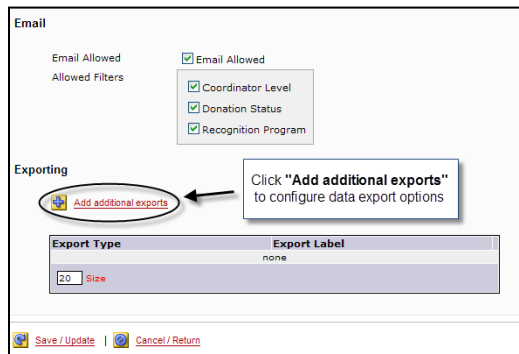 Email
Email Allowed
Email Allowed
Allowed Filters
Coordinator Level
Donation Status
Recognition Program
Exporting
Add additional exports
Click "Add additional exports"
to configure data export options
Export Type Export Label
none
20 Size
Save / Update | Cancel / Return